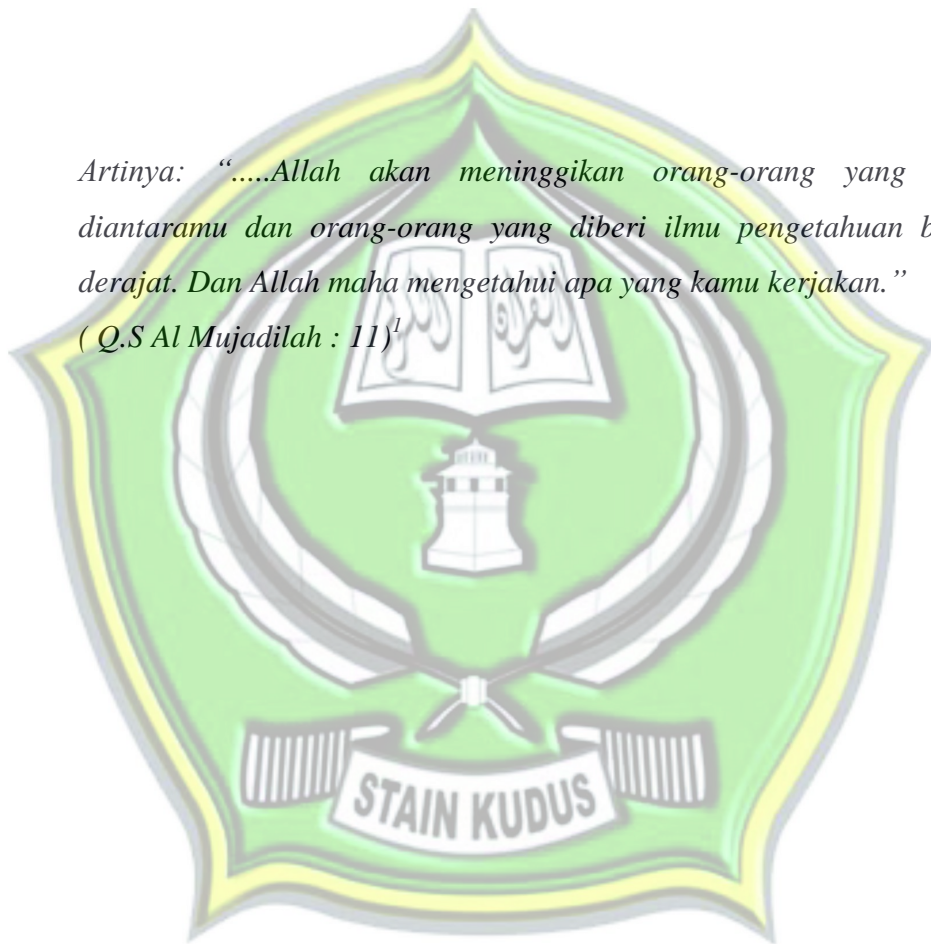 Artinya: “.....Allah akan meninggikan orang-orang yang
diantaramu dan orang-orang yang diberi ilmu pengetahuan b
derajat. Dan Allah maha mengetahui apa yang kamu kerjakan.”
( Q.S Al Mujadilah : 11)1
STAIN KUDUS